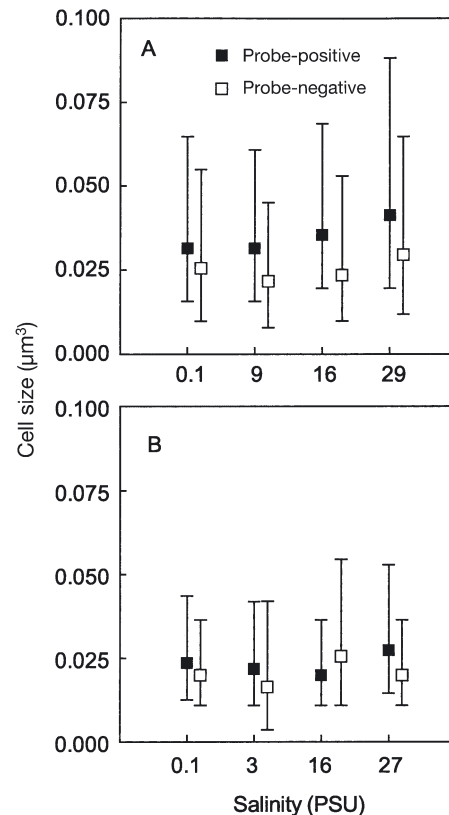 0.100
A
Probe-positive
Probe-negative
0.075
0.050
0.025
0.000
0.1 9 16 29
Cell size (µm³)
0.100
B
0.075
0.050
0.025
0.000
0.1 3 16 27
Salinity (PSU)